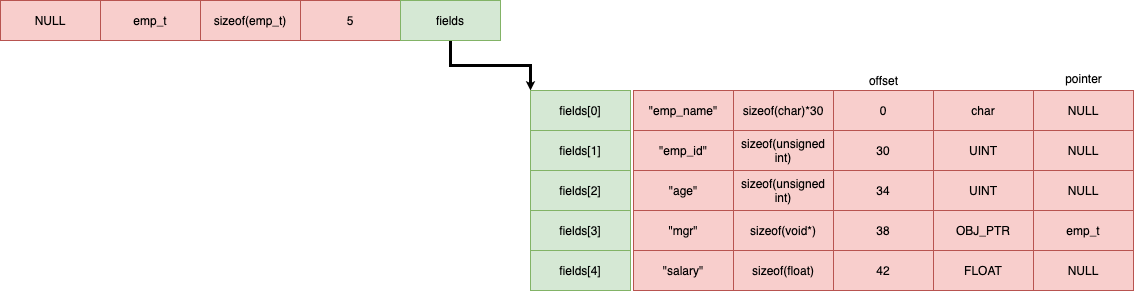 NULL emp_t sizeof(emp_t) 5 fields
offset pointer
fields[0] "emp_name" sizeof(char)*30 0 char NULL
fields[1] "emp_id" sizeof(unsigned int) 30 UINT NULL
fields[2] "age" sizeof(unsigned int) 34 UINT NULL
fields[3] "mgr" sizeof(void*) 38 OBJ_PTR emp_t
fields[4] "salary" sizeof(float) 42 FLOAT NULL